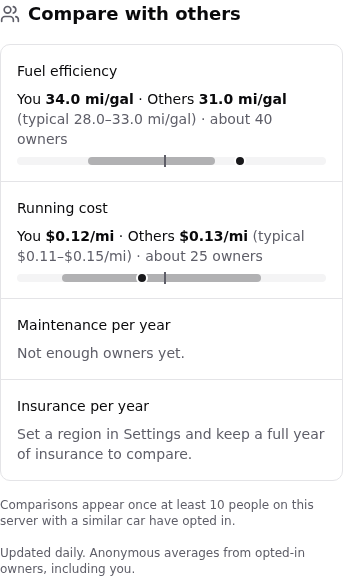 Compare with others
Fuel efficiency
You 34.0 mi/gal · Others 31.0 mi/gal
(typical 28.0–33.0 mi/gal) · about 40
owners
Running cost
You $0.12/mi · Others $0.13/mi (typical
$0.11–$0.15/mi) · about 25 owners
Maintenance per year
Not enough owners yet.
Insurance per year
Set a region in Settings and keep a full year
of insurance to compare.
Comparisons appear once at least 10 people on this
server with a similar car have opted in.
Updated daily. Anonymous averages from opted-in
owners, including you.